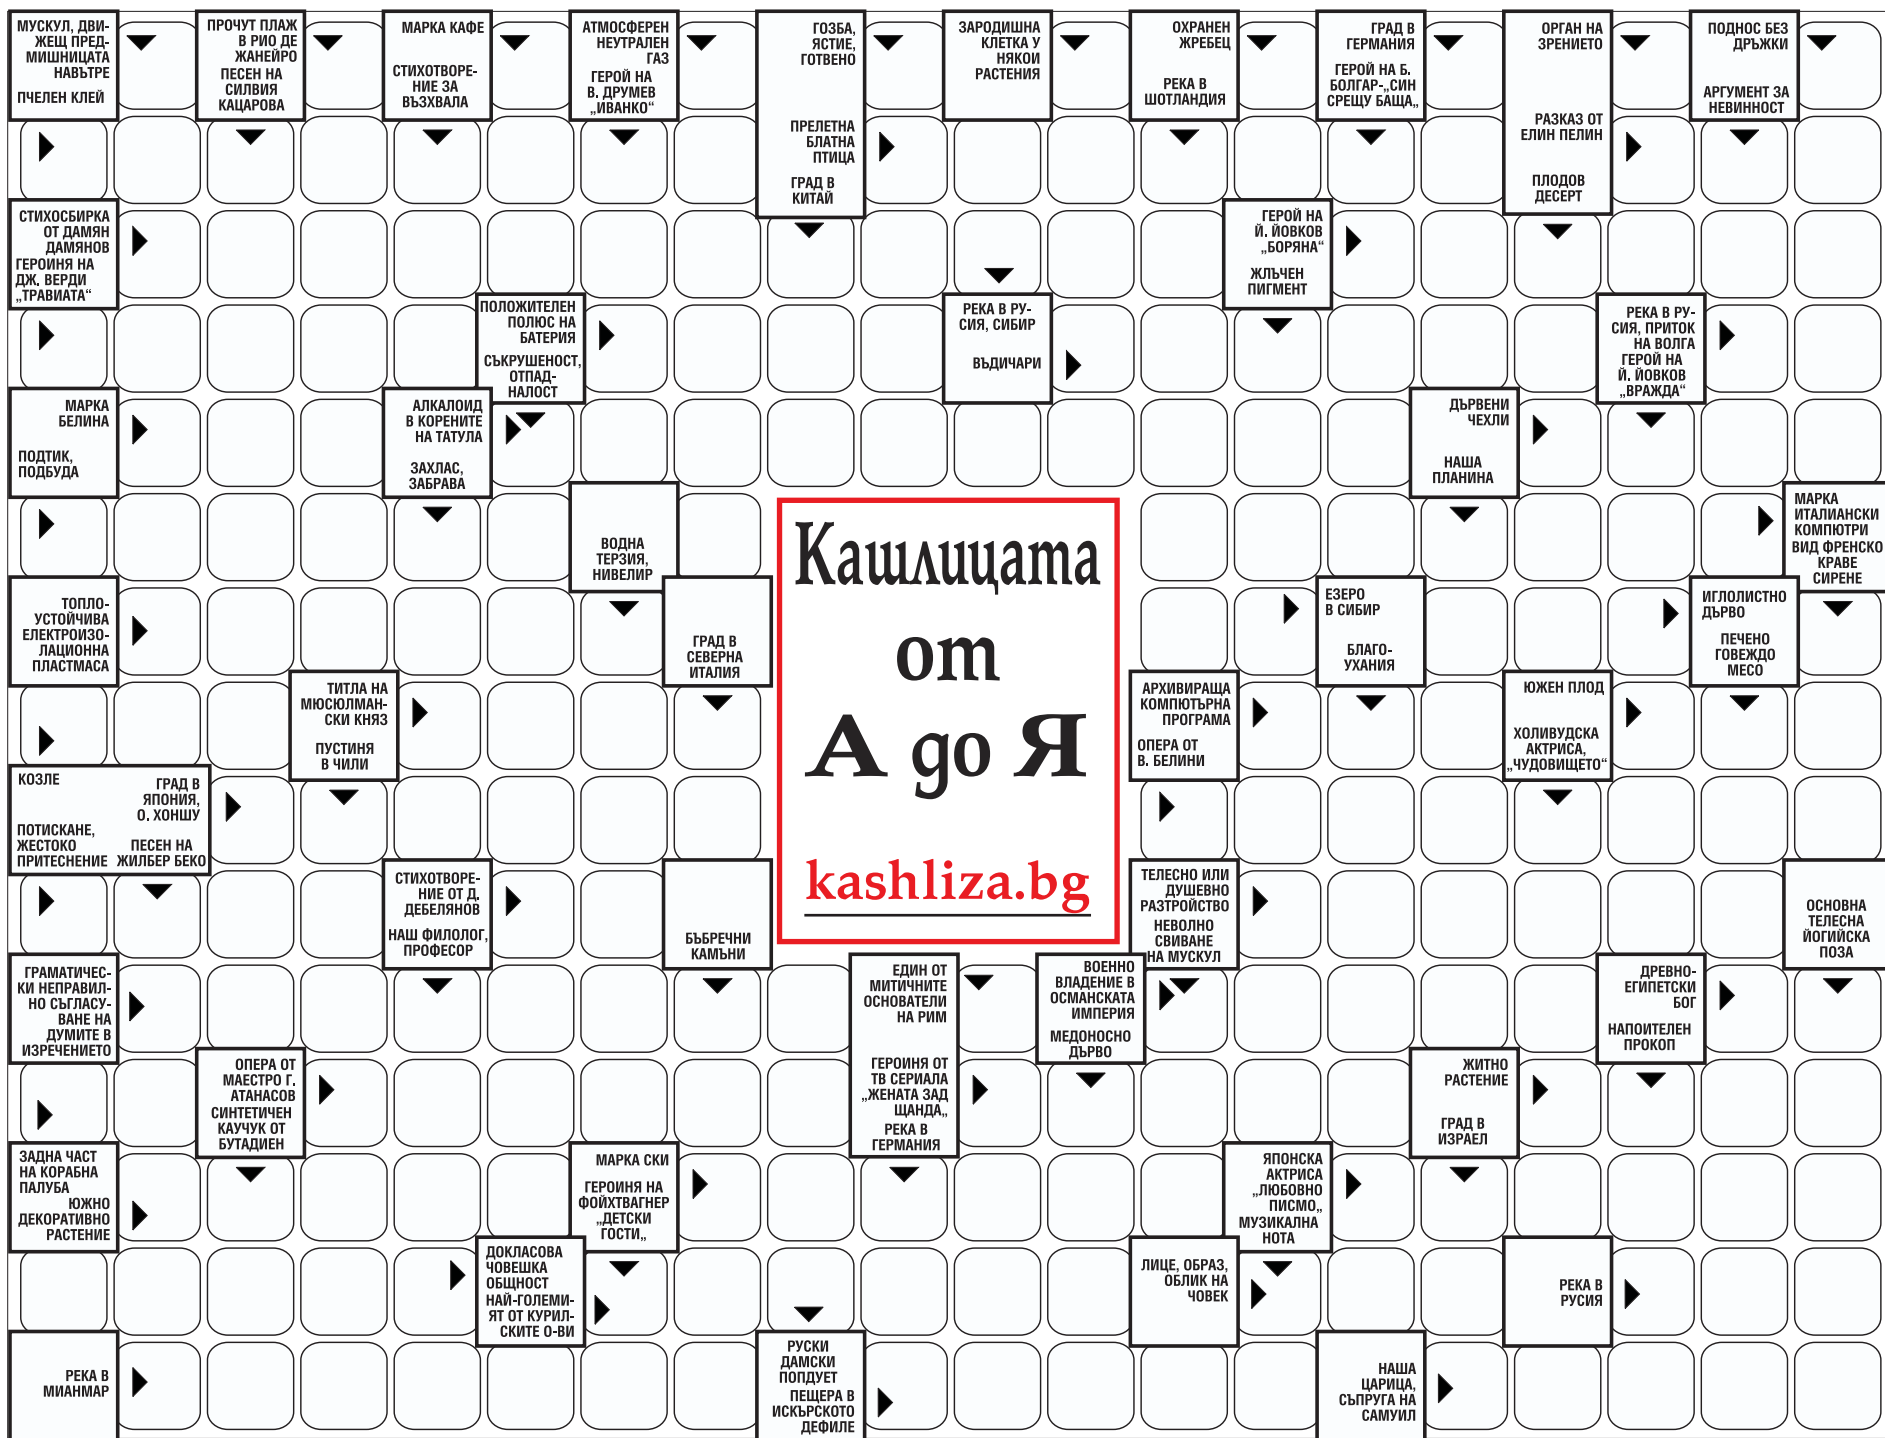 МУСКУЛ, ДВИ-
ЖЕЩ ПРЕД-
МИШНИЦАТА
НАВЪТРЕ
ПЧЕЛЕН КЛЕЙ
ПРОЧУТ ПЛАЖ
В РИО ДЕ
ЖАНЕЙРО
ПЕСЕН НА
СИЛВИЯ
КАЦАРОВА
МАРКА КАФЕ
СТИХОТВОРЕ-
НИЕ ЗА
ВЪЗХВАЛА
АТМОСФЕРЕН
НЕУТРАЛЕН
ГАЗ
ГЕРОЙ НА
В. ДРУМЕВ
„ИВАНКО“
ГОЗБА,
ЯСТИЕ,
ГОТВЕНО
ПРЕЛЕТНА
БЛАТНА
ПТИЦА
ГРАД В
КИТАЙ
ЗАРОДИШНА
КЛЕТКА У
НЯКОИ
РАСТЕНИЯ
ОХРАНЕН
ЖРЕБЕЦ
РЕКА В
ШОТЛАНДИЯ
ГРАД В
ГЕРМАНИЯ
ГЕРОЙ НА Б.
БОЛГАР-„СИН
СРЕЩУ БАЩА„
ОРГАН НА
ЗРЕНИЕТО
РАЗКАЗ ОТ
ЕЛИН ПЕЛИН
ПЛОДОВ
ДЕСЕРТ
ПОДНОС БЕЗ
ДРЪЖКИ
АРГУМЕНТ ЗА
НЕВИННОСТ
СТИХОСБИРКА
ОТ ДАМЯН
ДАМЯНОВ
ГЕРОИНЯ НА
ДЖ. ВЕРДИ
„ТРАВИАТА“
ГЕРОЙ НА
Й. ЙОВКОВ
„БОРЯНА“
ЖЛЪЧЕН
ПИГМЕНТ
ПОЛОЖИТЕЛЕН
ПОЛЮС НА
БАТЕРИЯ
СЪКРУШЕНОСТ,
ОТПАД-
НАЛОСТ
РЕКА В РУ-
СИЯ, СИБИР
ВЪДИЧАРИ
РЕКА В РУ-
СИЯ, ПРИТОК
НА ВОЛГА
ГЕРОЙ НА
Й. ЙОВКОВ
„ВРАЖДА“
МАРКА
БЕЛИНА
ПОДТИК,
ПОДБУДА
АЛКАЛОИД
В КОРЕНИТЕ
НА ТАТУЛА
ЗАХЛАС,
ЗАБРАВА
ДЪРВЕНИ
ЧЕХЛИ
НАША
ПЛАНИНА
ВОДНА
ТЕРЗИЯ,
НИВЕЛИР
МАРКА
ИТАЛИАНСКИ
КОМПЮТРИ
ВИД ФРЕНСКО
КРАВЕ
СИРЕНЕ
Кашлицата
от
А до Я
kashliza.bg
ТОПЛО-
УСТОЙЧИВА
ЕЛЕКТРОИЗО-
ЛАЦИОННА
ПЛАСТМАСА
ГРАД В
СЕВЕРНА
ИТАЛИЯ
ЕЗЕРО
В СИБИР
БЛАГО-
УХАНИЯ
ИГЛОЛИСТНО
ДЪРВО
ПЕЧЕНО
ГОВЕЖДО
МЕСО
ТИТЛА НА
МЮСЮЛМАН-
СКИ КНЯЗ
ПУСТИНЯ
В ЧИЛИ
АРХИВИРАЩА
КОМПЮТЪРНА
ПРОГРАМА
ОПЕРА ОТ
В. БЕЛИНИ
ЮЖЕН ПЛОД
ХОЛИВУДСКА
АКТРИСА,
„ЧУДОВИЩЕТО“
КОЗЛЕ
ПОТИСКАНЕ,
ЖЕСТОКО
ПРИТЕСНЕНИЕ
ГРАД В
ЯПОНИЯ,
О. ХОНШУ
ПЕСЕН НА
ЖИЛБЕР БЕКО
СТИХОТВОРЕ-
НИЕ ОТ Д.
ДЕБЕЛЯНОВ
НАШ ФИЛОЛОГ,
ПРОФЕСОР
БЪБРЕЧНИ
КАМЪНИ
ТЕЛЕСНО ИЛИ
ДУШЕВНО
РАЗТРОЙСТВО
НЕВОЛНО
СВИВАНЕ
НА МУСКУЛ
ОСНОВНА
ТЕЛЕСНА
ЙОГИЙСКА
ПОЗА
ГРАМАТИЧЕС-
КИ НЕПРАВИЛ-
НО СЪГЛАСУ-
ВАНЕ НА
ДУМИТЕ В
ИЗРЕЧЕНИЕТО
ЕДИН ОТ
МИТИЧНИТЕ
ОСНОВАТЕЛИ
НА РИМ
ГЕРОИНЯ ОТ
ТВ СЕРИАЛА
„ЖЕНАТА ЗАД
ЩАНДА„
РЕКА В
ГЕРМАНИЯ
ВОЕННО
ВЛАДЕНИЕ В
ОСМАНСКАТА
ИМПЕРИЯ
МЕДОНОСНО
ДЪРВО
ДРЕВНО-
ЕГИПЕТСКИ
БОГ
НАПОИТЕЛЕН
ПРОКОП
ОПЕРА ОТ
МАЕСТРО Г.
АТАНАСОВ
СИНТЕТИЧЕН
КАУЧУК ОТ
БУТАДИЕН
ЖИТНО
РАСТЕНИЕ
ГРАД В
ИЗРАЕЛ
ЗАДНА ЧАСТ
НА КОРАБНА
ПАЛУБА
ЮЖНО
ДЕКОРАТИВНО
РАСТЕНИЕ
МАРКА СКИ
ГЕРОИНЯ НА
ФОЙХТВАГНЕР
„ДЕТСКИ
ГОСТИ„
ЯПОНСКА
АКТРИСА
„ЛЮБОВНО
ПИСМО„
МУЗИКАЛНА
НОТА
ДОКЛАСОВА
ЧОВЕШКА
ОБЩНОСТ
НАЙ-ГОЛЕМИ-
ЯТ ОТ КУРИЛ-
СКИТЕ О-ВИ
ЛИЦЕ, ОБРАЗ,
ОБЛИК НА
ЧОВЕК
РЕКА В
РУСИЯ
РЕКА В
МИАНМАР
РУСКИ
ДАМСКИ
ПОПДУЕТ
ПЕЩЕРА В
ИСКЪРСКОТО
ДЕФИЛЕ
НАША
ЦАРИЦА,
СЪПРУГА НА
САМУИЛ